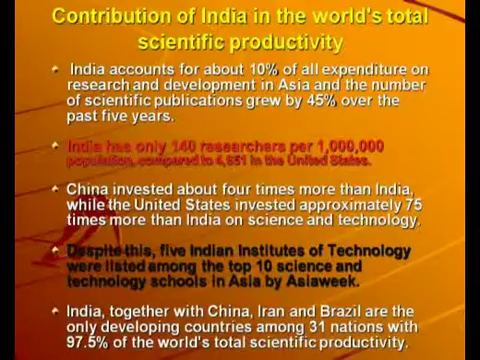 Contribution of India in the world's total
scientific productivity
India accounts for about 10% of all expenditure on
research and development in Asia and the number
of scientific publications grew by 45% over the
past five years.
India has only 140 researchers per 1,000,000
population, compared to 4,651 in the United States.
China invested about four times more than India,
while the United States invested approximately 75
times more than India on science and technology.
Despite this, five Indian Institutes of Technology
were listed among the top 10 science and
technology schools in Asia by Asiaweek.
India, together with China, Iran and Brazil are the
only developing countries among 31 nations with
97.5% of the world's total scientific productivity.